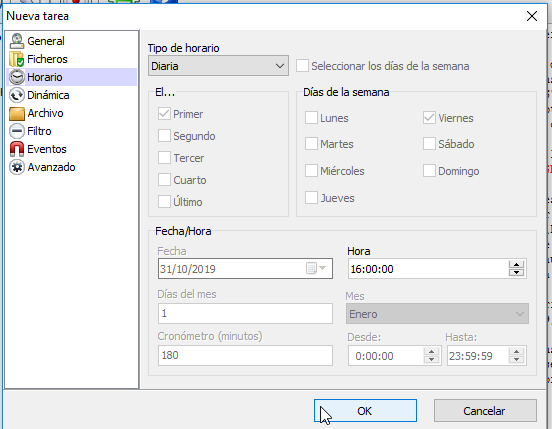 Nueva tarea
General
Ficheros
Horario
Dinámica
Archivo
Filtro
Eventos
Avanzado
Tipo de horario
Diaria
Seleccionar los días de la semana
El...
Primer
Segundo
Tercer
Cuarto
Último
Días de la semana
Lunes
Viernes
Martes
Sábado
Miércoles
Domingo
Jueves
Fecha/Hora
Fecha
Hora
31/10/2019
16:00:00
Días del mes
Mes
1
Enero
Cronómetro (minutos)
Desde:
Hasta:
180
0:00:00
23:59:59
OK
Cancelar